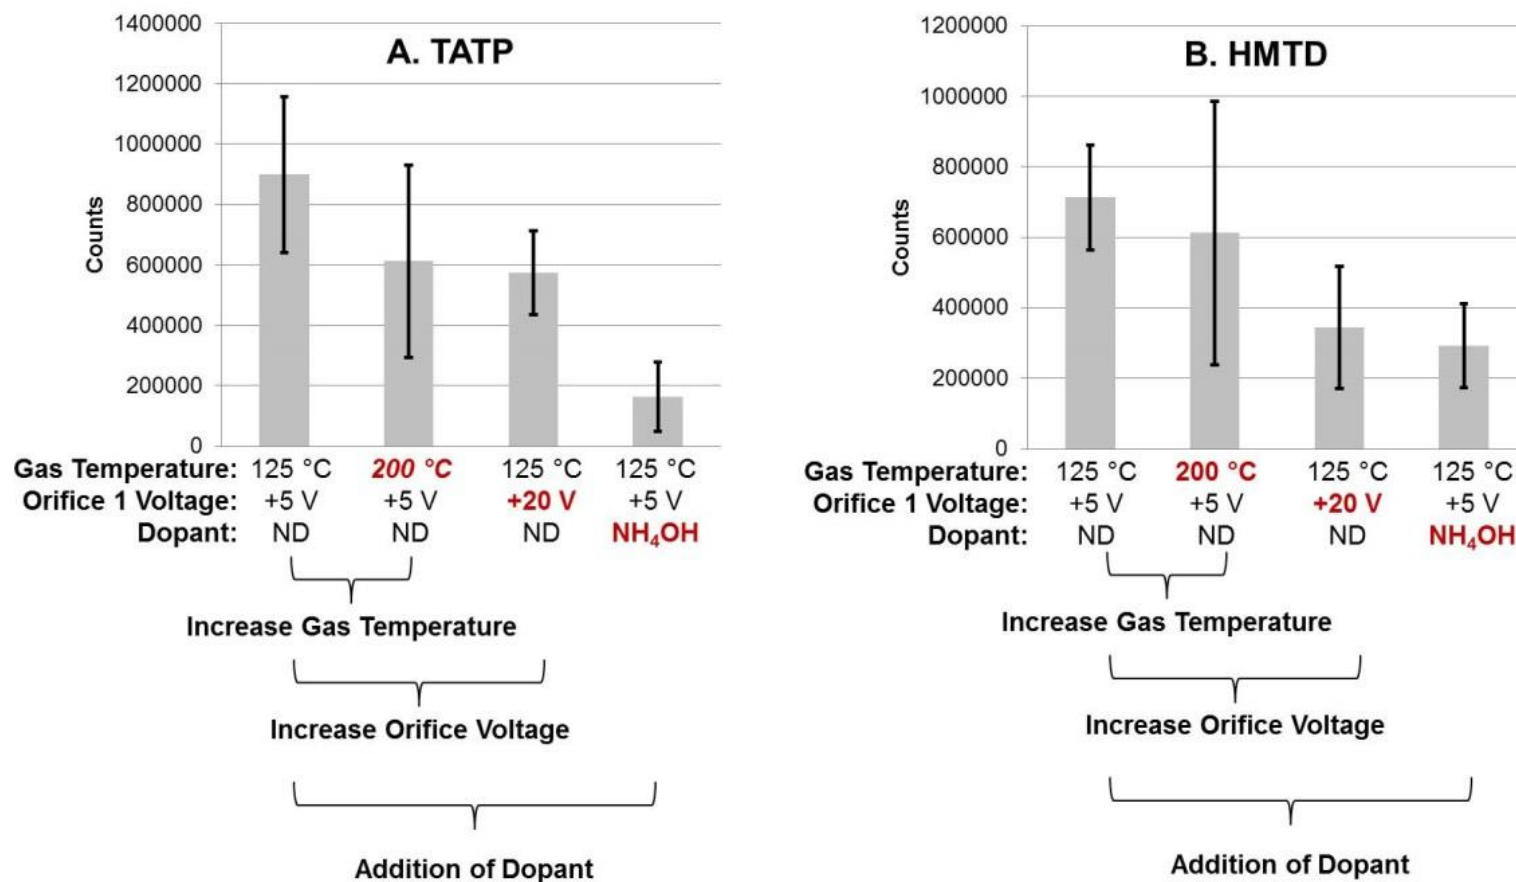 A. TATP
1400000
1200000
1000000
800000
600000
400000
200000
0
Counts
Gas Temperature: 125 °C 200 °C 125 °C 125 °C
Orifice 1 Voltage: +5 V +5 V +20 V +5 V
Dopant: ND ND ND NH₄OH
Increase Gas Temperature
Increase Orifice Voltage
Addition of Dopant
B. HMTD
1200000
1000000
800000
600000
400000
200000
0
Counts
Gas Temperature: 125 °C 200 °C 125 °C 125 °C
Orifice 1 Voltage: +5 V +5 V +20 V +5 V
Dopant: ND ND ND NH₄OH
Increase Gas Temperature
Increase Orifice Voltage
Addition of Dopant